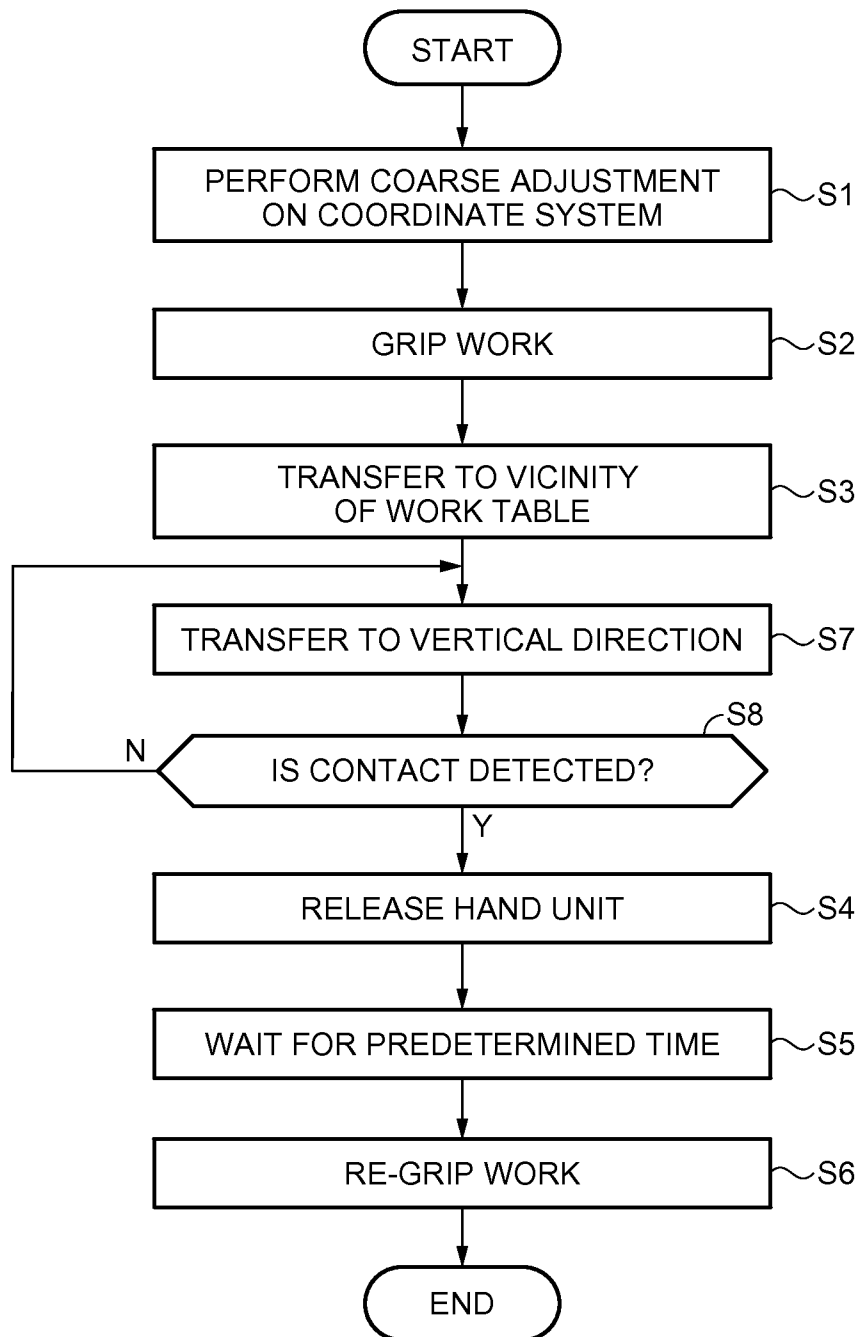 START
PERFORM COARSE ADJUSTMENT
ON COORDINATE SYSTEM
S1
GRIP WORK
S2
TRANSFER TO VICINITY
OF WORK TABLE
S3
TRANSFER TO VERTICAL DIRECTION
S7
S8
N
IS CONTACT DETECTED?
Y
RELEASE HAND UNIT
S4
WAIT FOR PREDETERMINED TIME
S5
RE-GRIP WORK
S6
END